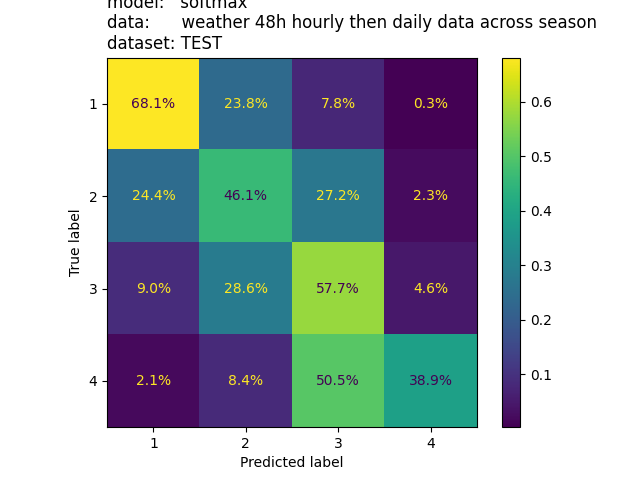 model:   softmax
data:      weather 48h hourly then daily data across season
dataset: TEST
1 68.1% 23.8% 7.8% 0.3%
2 24.4% 46.1% 27.2% 2.3%
3 9.0% 28.6% 57.7% 4.6%
4 2.1% 8.4% 50.5% 38.9%
True label
1 2 3 4
Predicted label
0.6
0.5
0.4
0.3
0.2
0.1